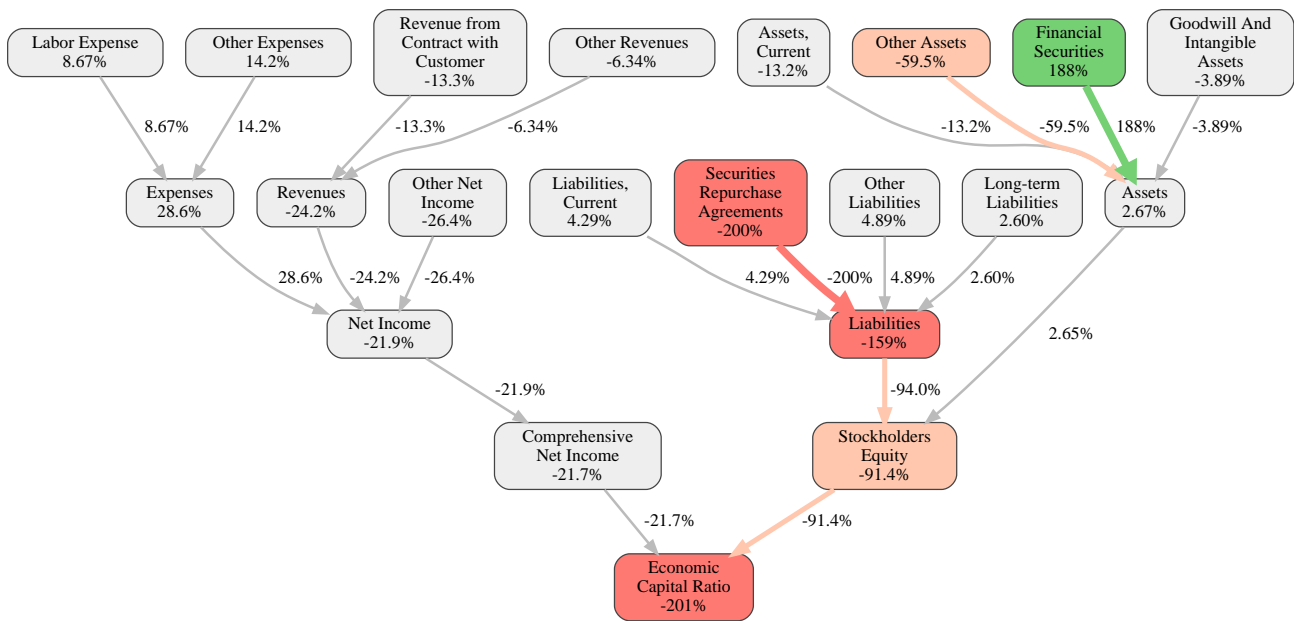 Labor Expense
8.67%
Other Expenses
14.2%
Revenue from
Contract with
Customer
-13.3%
Other Revenues
-6.34%
Assets,
Current
-13.2%
Other Assets
-59.5%
Financial
Securities
188%
Goodwill And
Intangible
Assets
-3.89%
8.67%
14.2%
-13.3%
-6.34%
-13.2%
-59.5%
188%
-3.89%
Expenses
28.6%
Revenues
-24.2%
Other Net
Income
-26.4%
Liabilities,
Current
4.29%
Securities
Repurchase
Agreements
-200%
Other
Liabilities
4.89%
Long-term
Liabilities
2.60%
Assets
2.67%
28.6%
-24.2%
-26.4%
4.29%
-200%
4.89%
2.60%
2.65%
Net Income
-21.9%
Liabilities
-159%
-21.9%
-94.0%
Comprehensive
Net Income
-21.7%
Stockholders
Equity
-91.4%
-21.7%
-91.4%
Economic
Capital Ratio
-201%